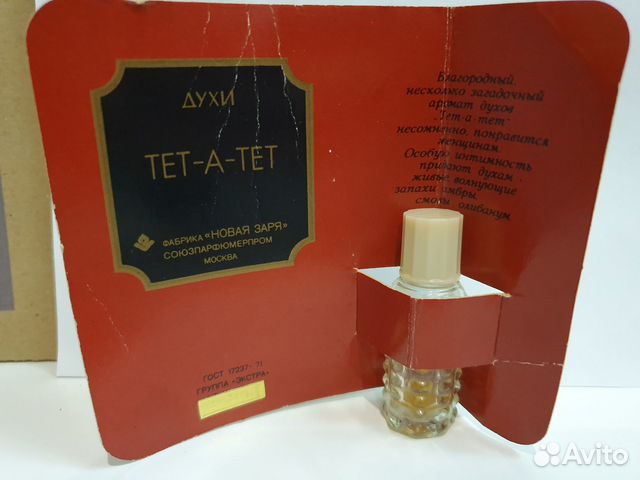 ДУХИ
ТЕТ-А-ТЕТ
ФАБРИКА «НОВАЯ ЗАРЯ»
СОЮЗПАРФЮМЕРПРОМ
МОСКВА
ГОСТ 17237-71
ГРУППА «ЭКСТРА»
Благородный,
несколько загадочный
аромат духов
„Тет-а-тет"
несомненно, понравится
женщинам.
Особую интимность
придают духам
живые, волнующие
запахи амбры,
смолы олибанум
Avito